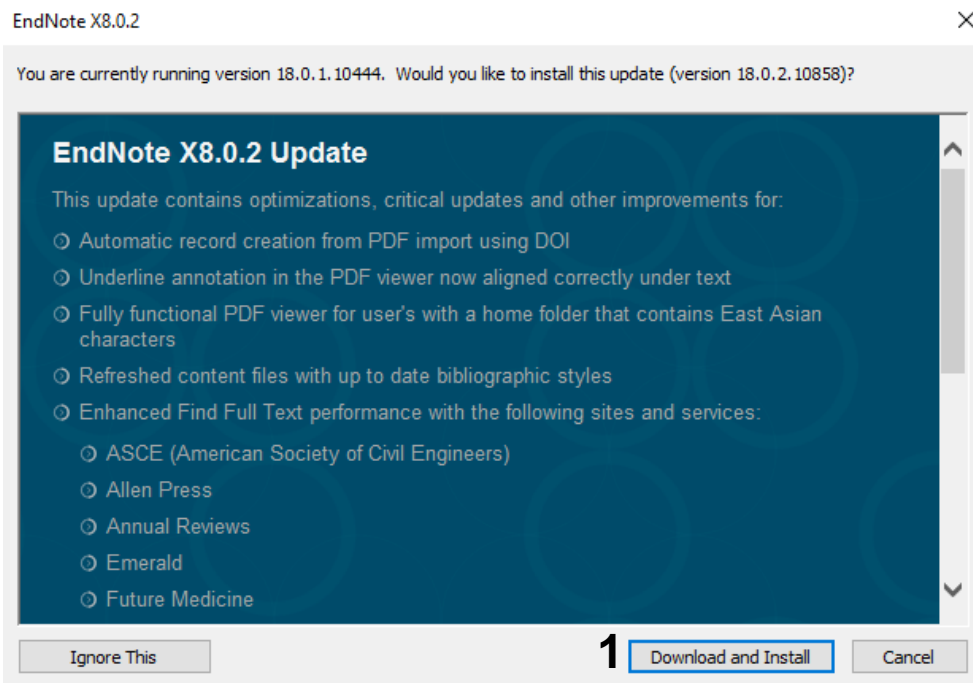 EndNote X8.0.2
You are currently running version 18.0.1.10444.  Would you like to install this update (version 18.0.2.10858)?
EndNote X8.0.2 Update
This update contains optimizations, critical updates and other improvements for:
Automatic record creation from PDF import using DOI
Underline annotation in the PDF viewer now aligned correctly under text
Fully functional PDF viewer for user's with a home folder that contains East Asian
characters
Refreshed content files with up to date bibliographic styles
Enhanced Find Full Text performance with the following sites and services:
ASCE (American Society of Civil Engineers)
Allen Press
Annual Reviews
Emerald
Future Medicine
Ignore This 1 Download and Install Cancel